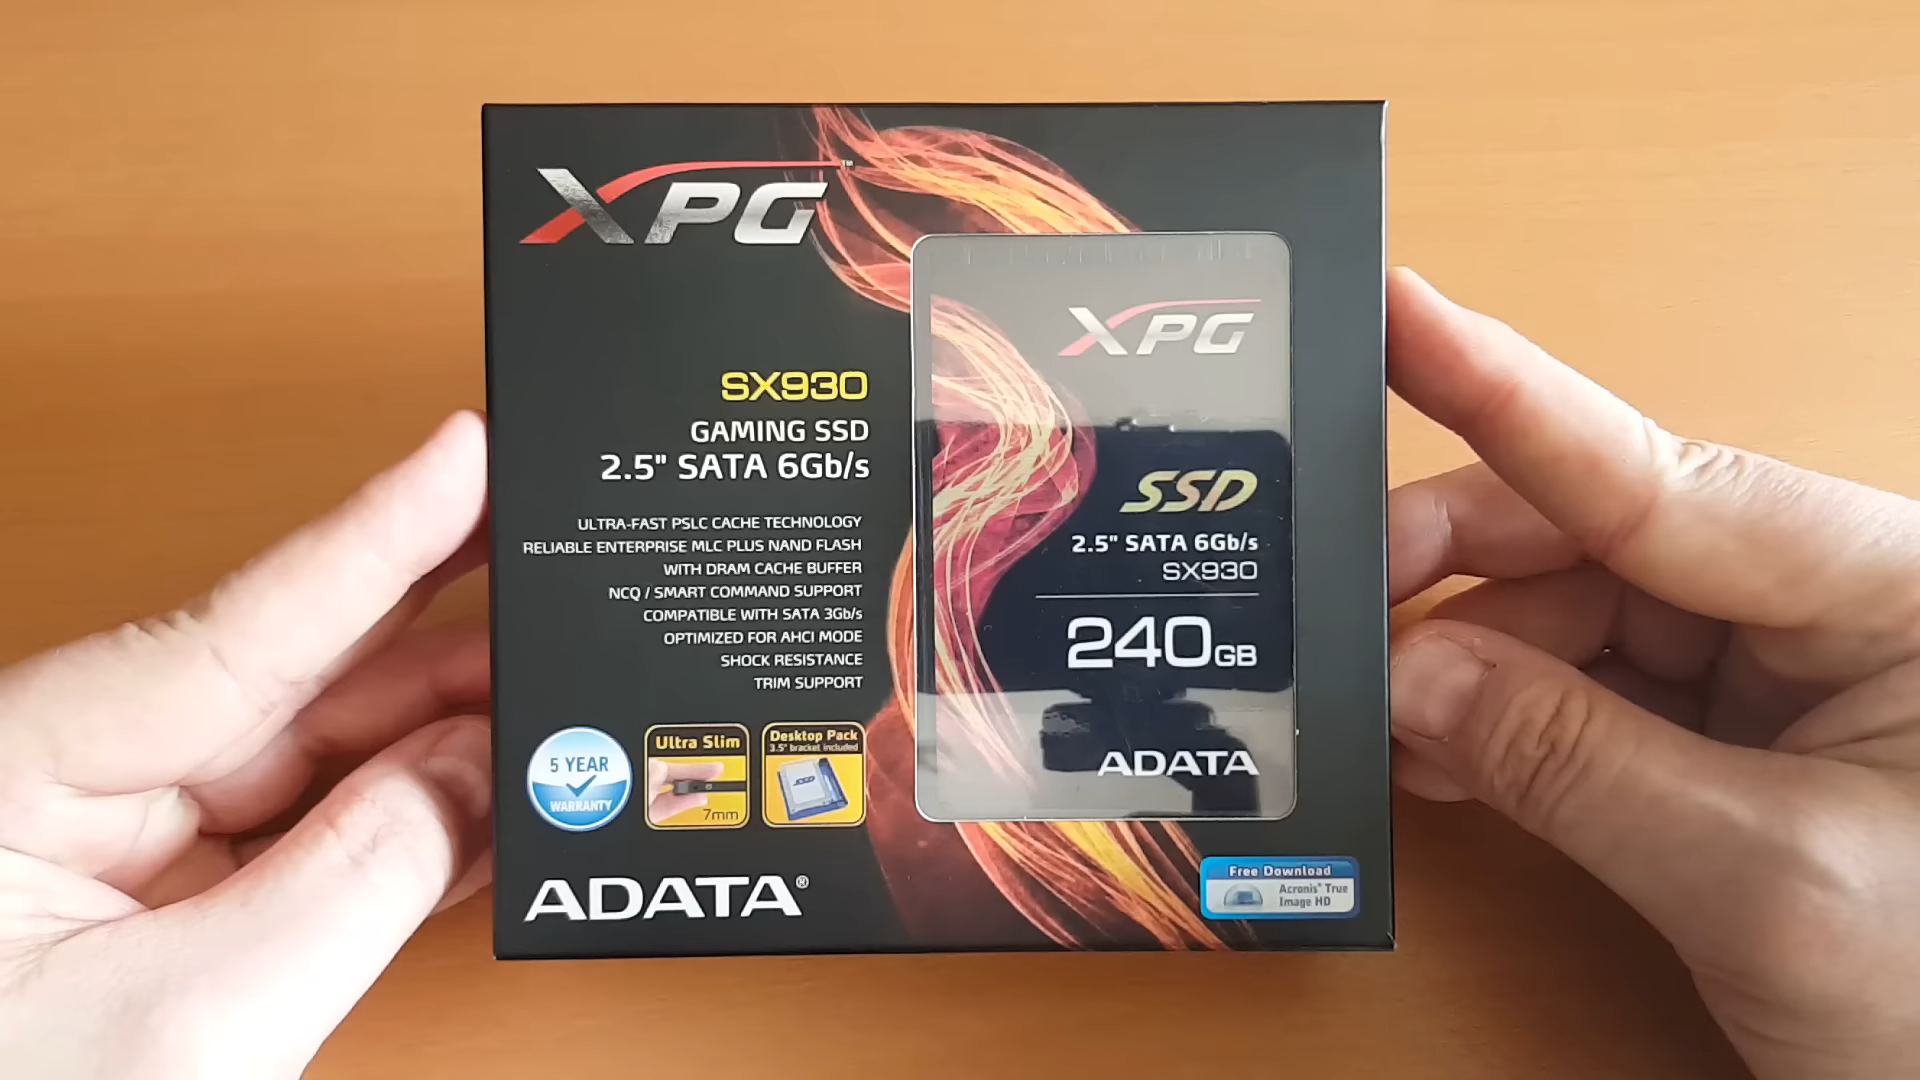 XPG™
SX930
GAMING SSD
2.5" SATA 6Gb/s
ULTRA-FAST PSLC CACHE TECHNOLOGY
RELIABLE ENTERPRISE MLC PLUS NAND FLASH
WITH DRAM CACHE BUFFER
NCQ / SMART COMMAND SUPPORT
COMPATIBLE WITH SATA 3Gb/s
OPTIMIZED FOR AHCI MODE
SHOCK RESISTANCE
TRIM SUPPORT
5 YEAR
WARRANTY
Ultra Slim
7mm
Desktop Pack
3.5" bracket included
SSD
ADATA®
XPG
SSD
2.5" SATA 6Gb/s
SX930
240GB
ADATA
Free Download
Acronis® True
Image HD